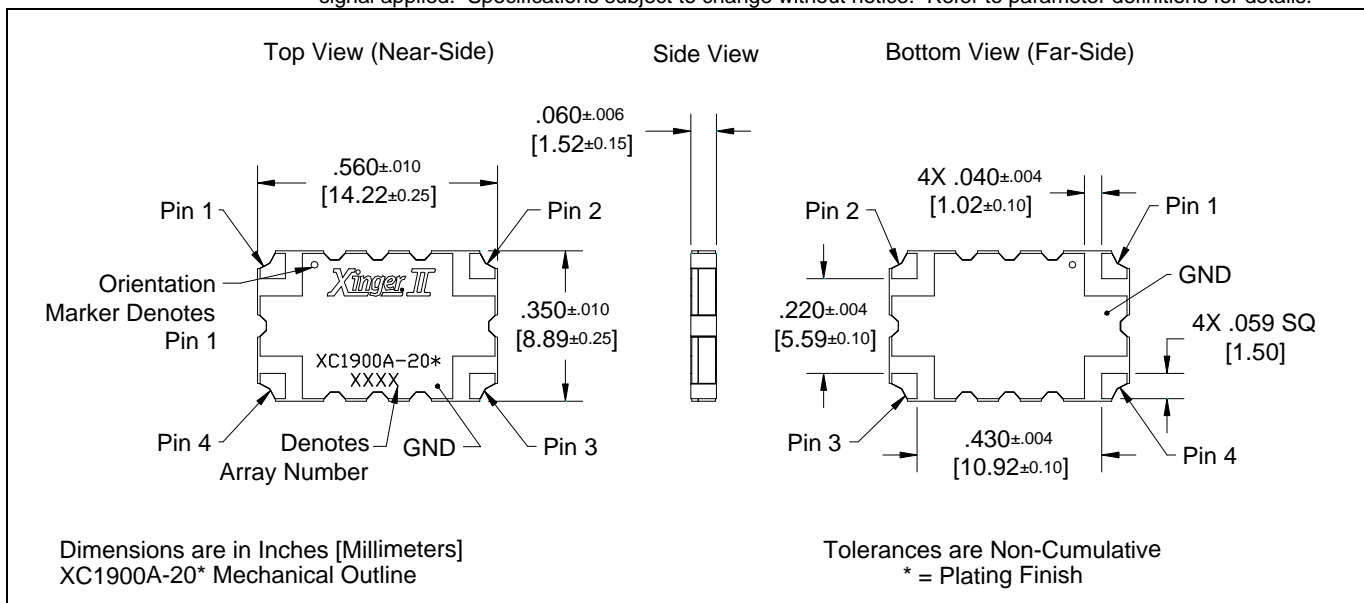 signal applied. Specifications subject to change without notice. Refer to parameter definitions for details.
Top View (Near-Side)
Side View
Bottom View (Far-Side)
.060±.006
[1.52±0.15]
.560±.010
[14.22±0.25]
4X .040±.004
[1.02±0.10]
Pin 1
Pin 2
Pin 2
Pin 1
Orientation
Marker Denotes
Pin 1
Xinger II
GND
.350±.010
[8.89±0.25]
.220±.004
[5.59±0.10]
4X .059 SQ
[1.50]
XC1900A-20*
XXXX
Pin 4
Denotes
Array Number
GND
Pin 3
Pin 3
.430±.004
[10.92±0.10]
Pin 4
Dimensions are in Inches [Millimeters]
XC1900A-20* Mechanical Outline
Tolerances are Non-Cumulative
* = Plating Finish